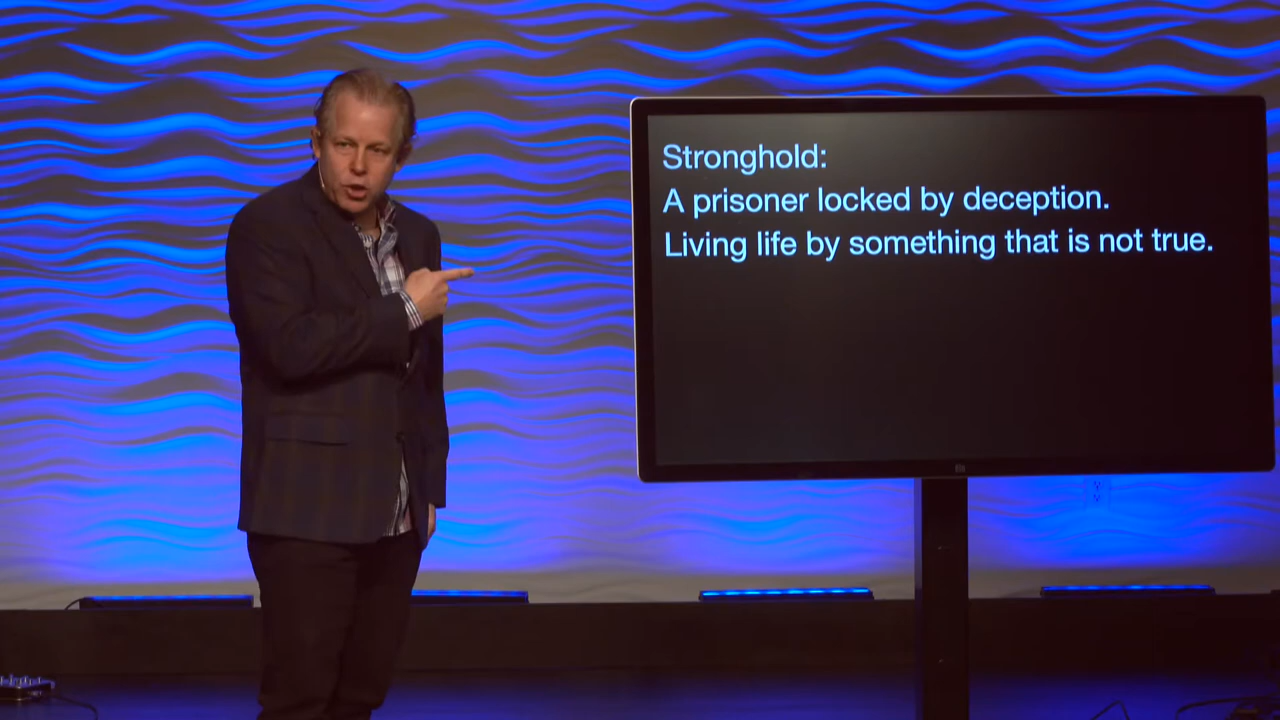 Stronghold:
A prisoner locked by deception.
Living life by something that is not true.